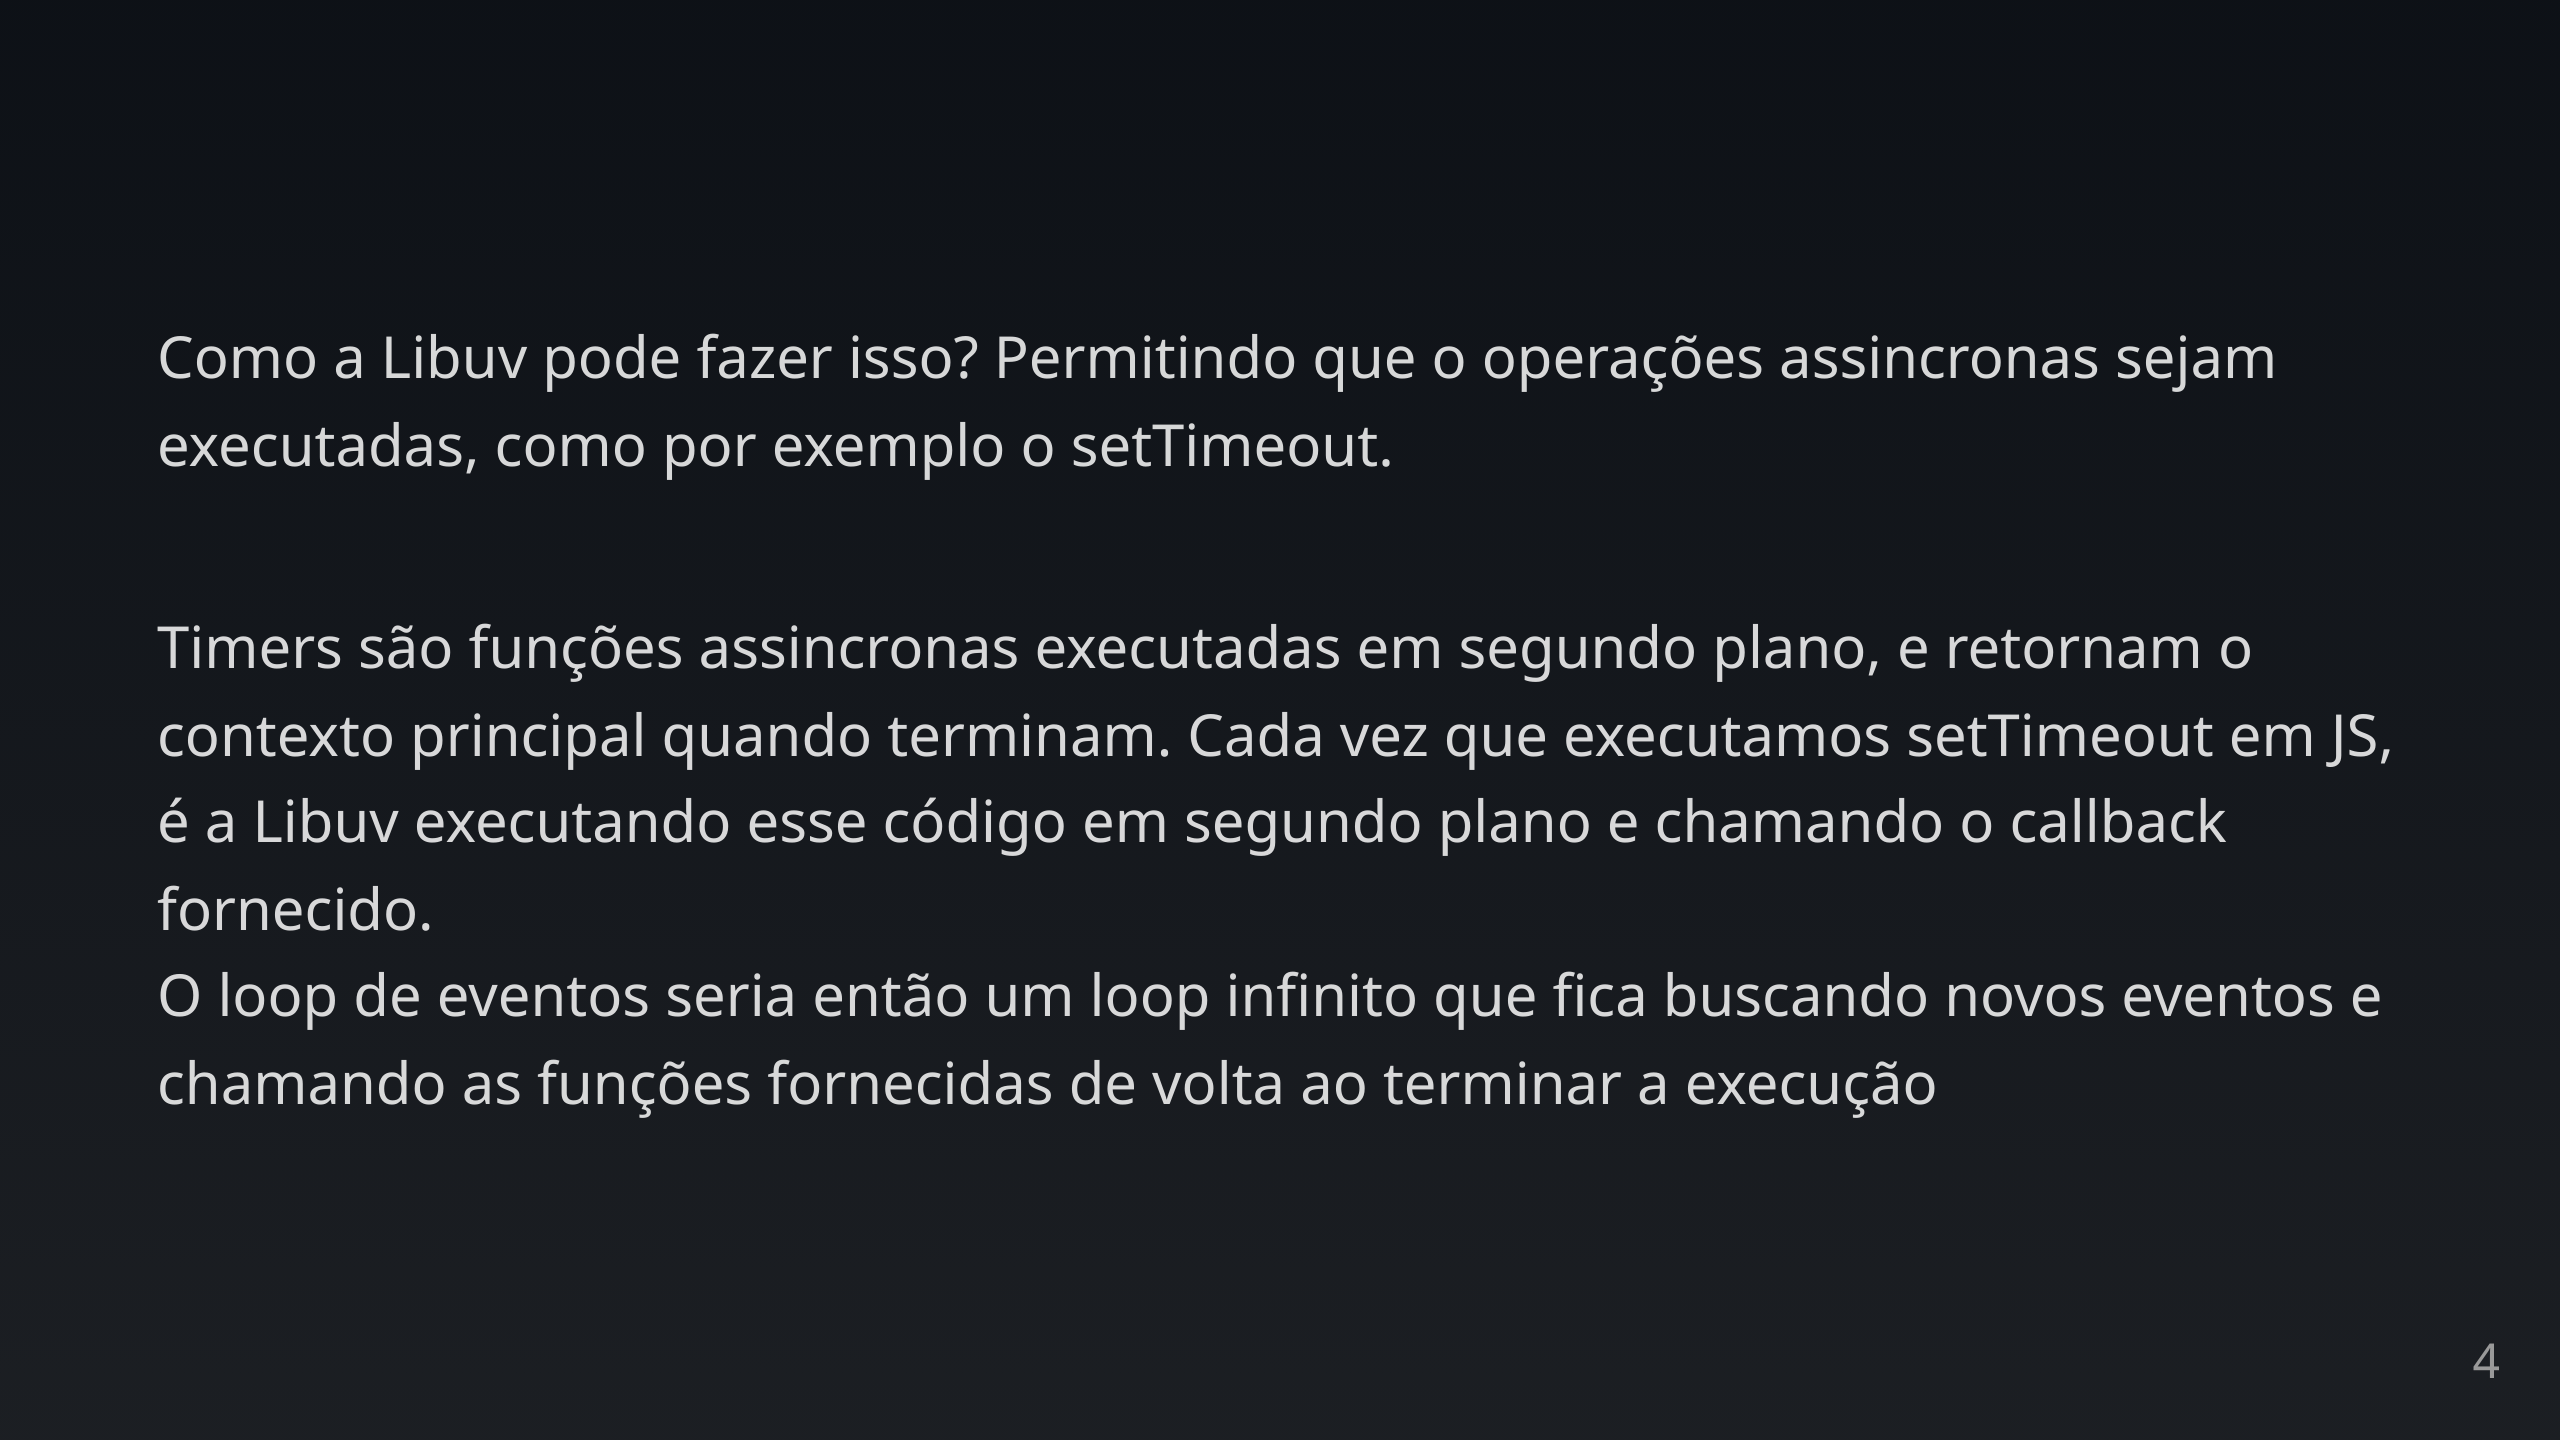 Como a Libuv pode fazer isso? Permitindo que o operações assincronas sejam
executadas, como por exemplo o setTimeout.
Timers são funções assincronas executadas em segundo plano, e retornam o
contexto principal quando terminam. Cada vez que executamos setTimeout em JS,
é a Libuv executando esse código em segundo plano e chamando o callback
fornecido.
O loop de eventos seria então um loop infinito que fica buscando novos eventos e
chamando as funções fornecidas de volta ao terminar a execução
4